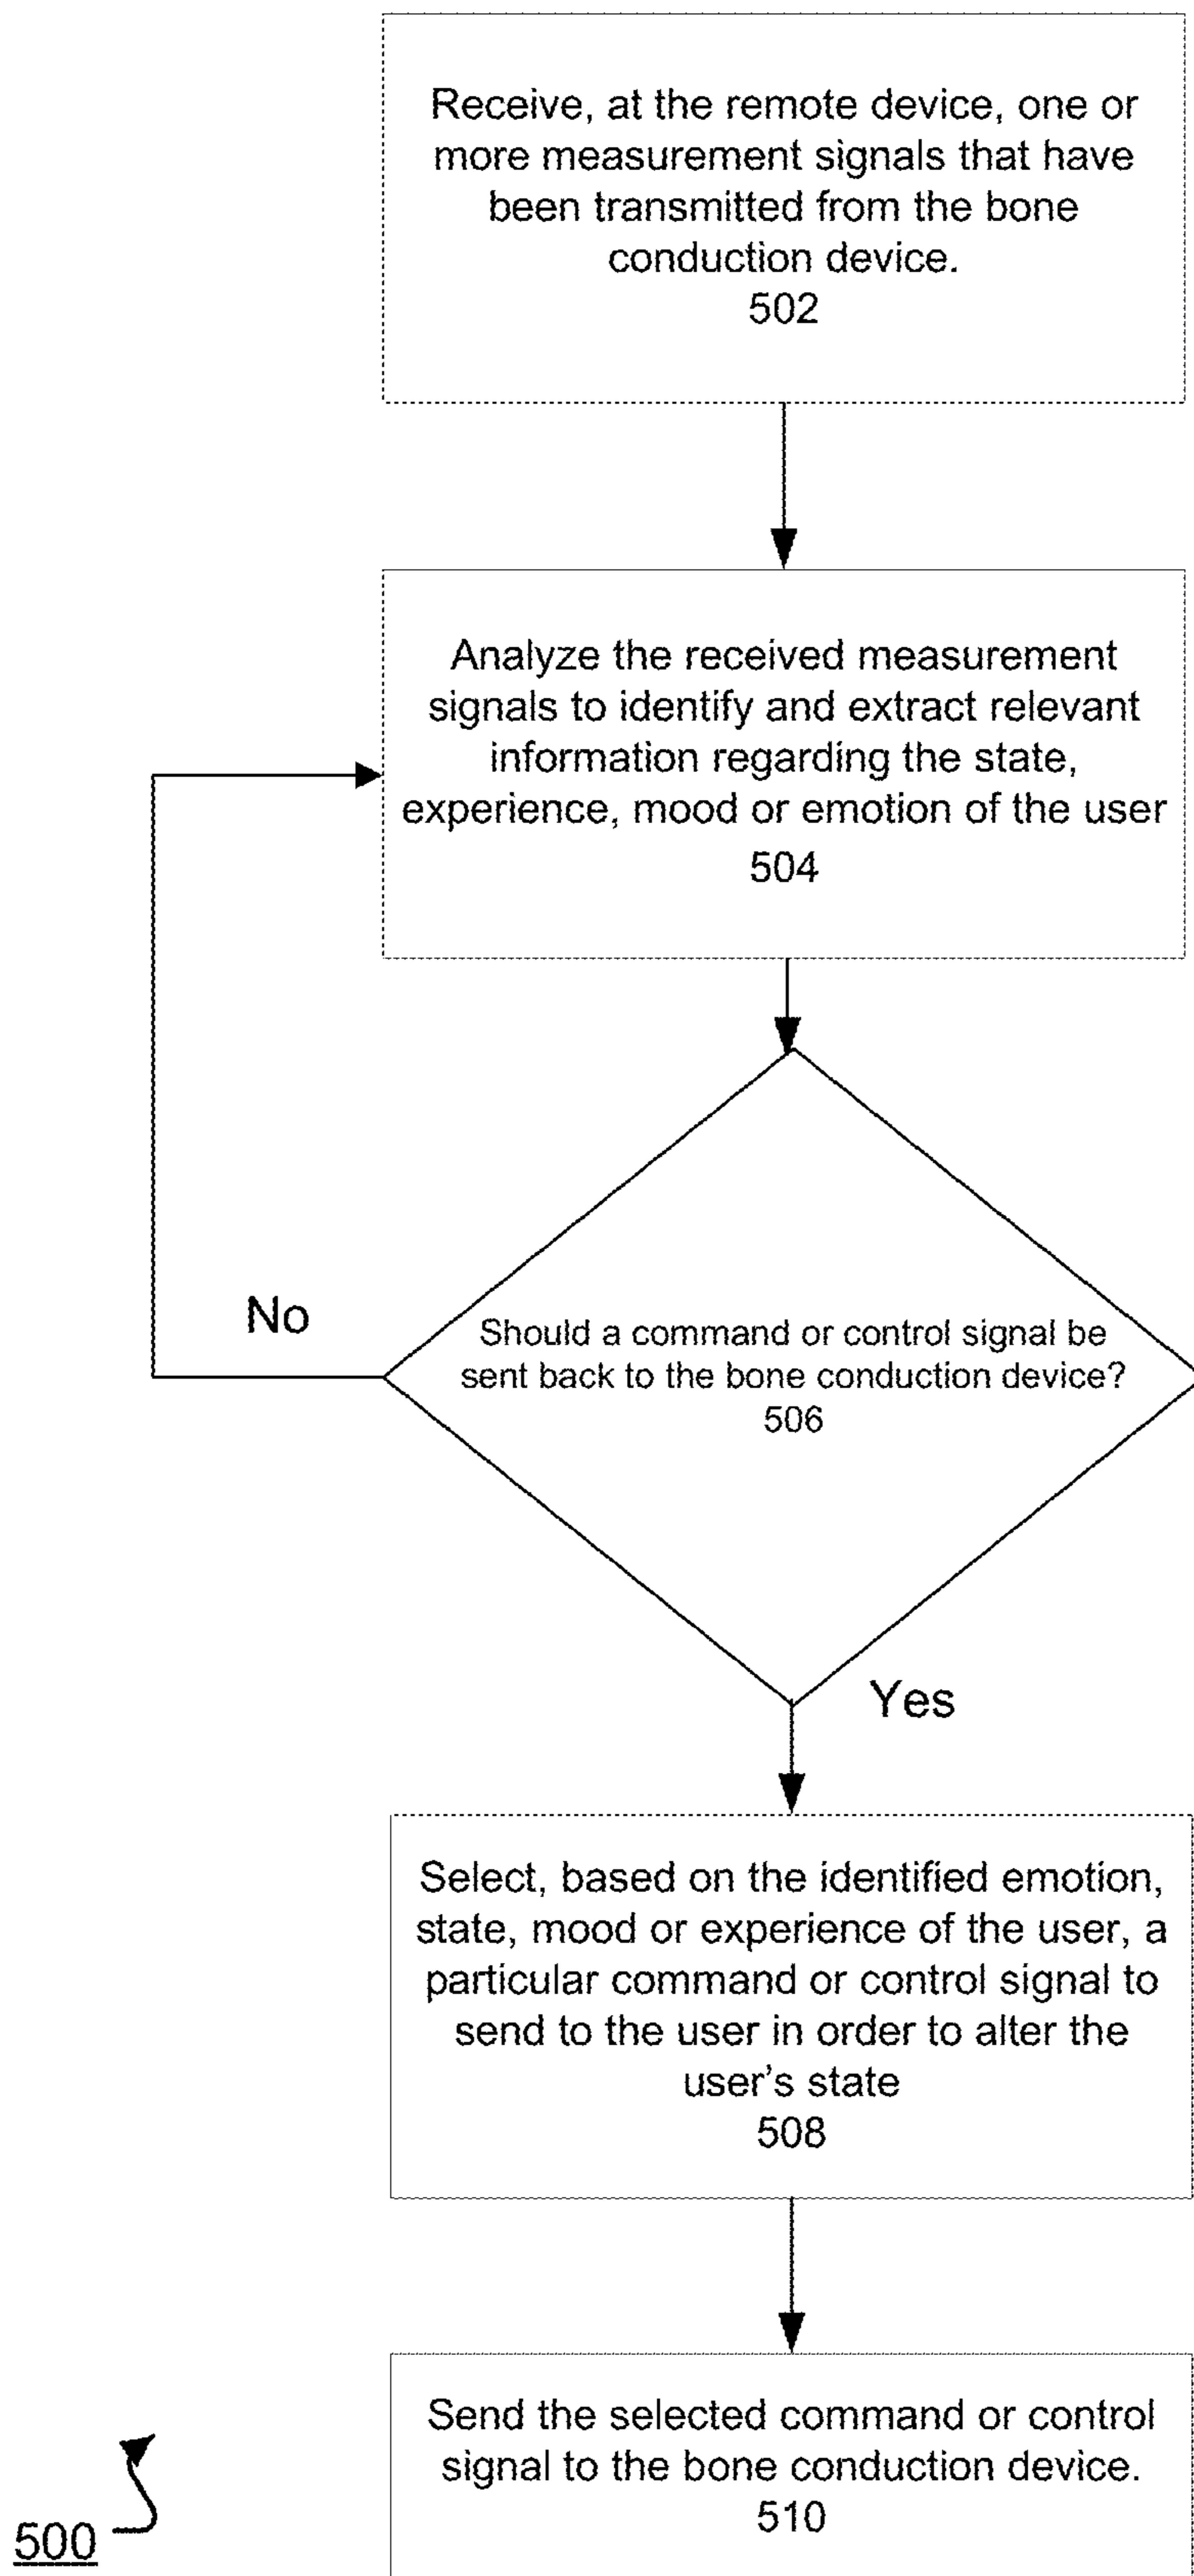 Receive, at the remote device, one or
more measurement signals that have
been transmitted from the bone
conduction device.
502
Analyze the received measurement
signals to identify and extract relevant
information regarding the state,
experience, mood or emotion of the user
504
No
Should a command or control signal be
sent back to the bone conduction device?
506
Yes
Select, based on the identified emotion,
state, mood or experience of the user, a
particular command or control signal to
send to the user in order to alter the
user's state
508
Send the selected command or control
signal to the bone conduction device.
510
500